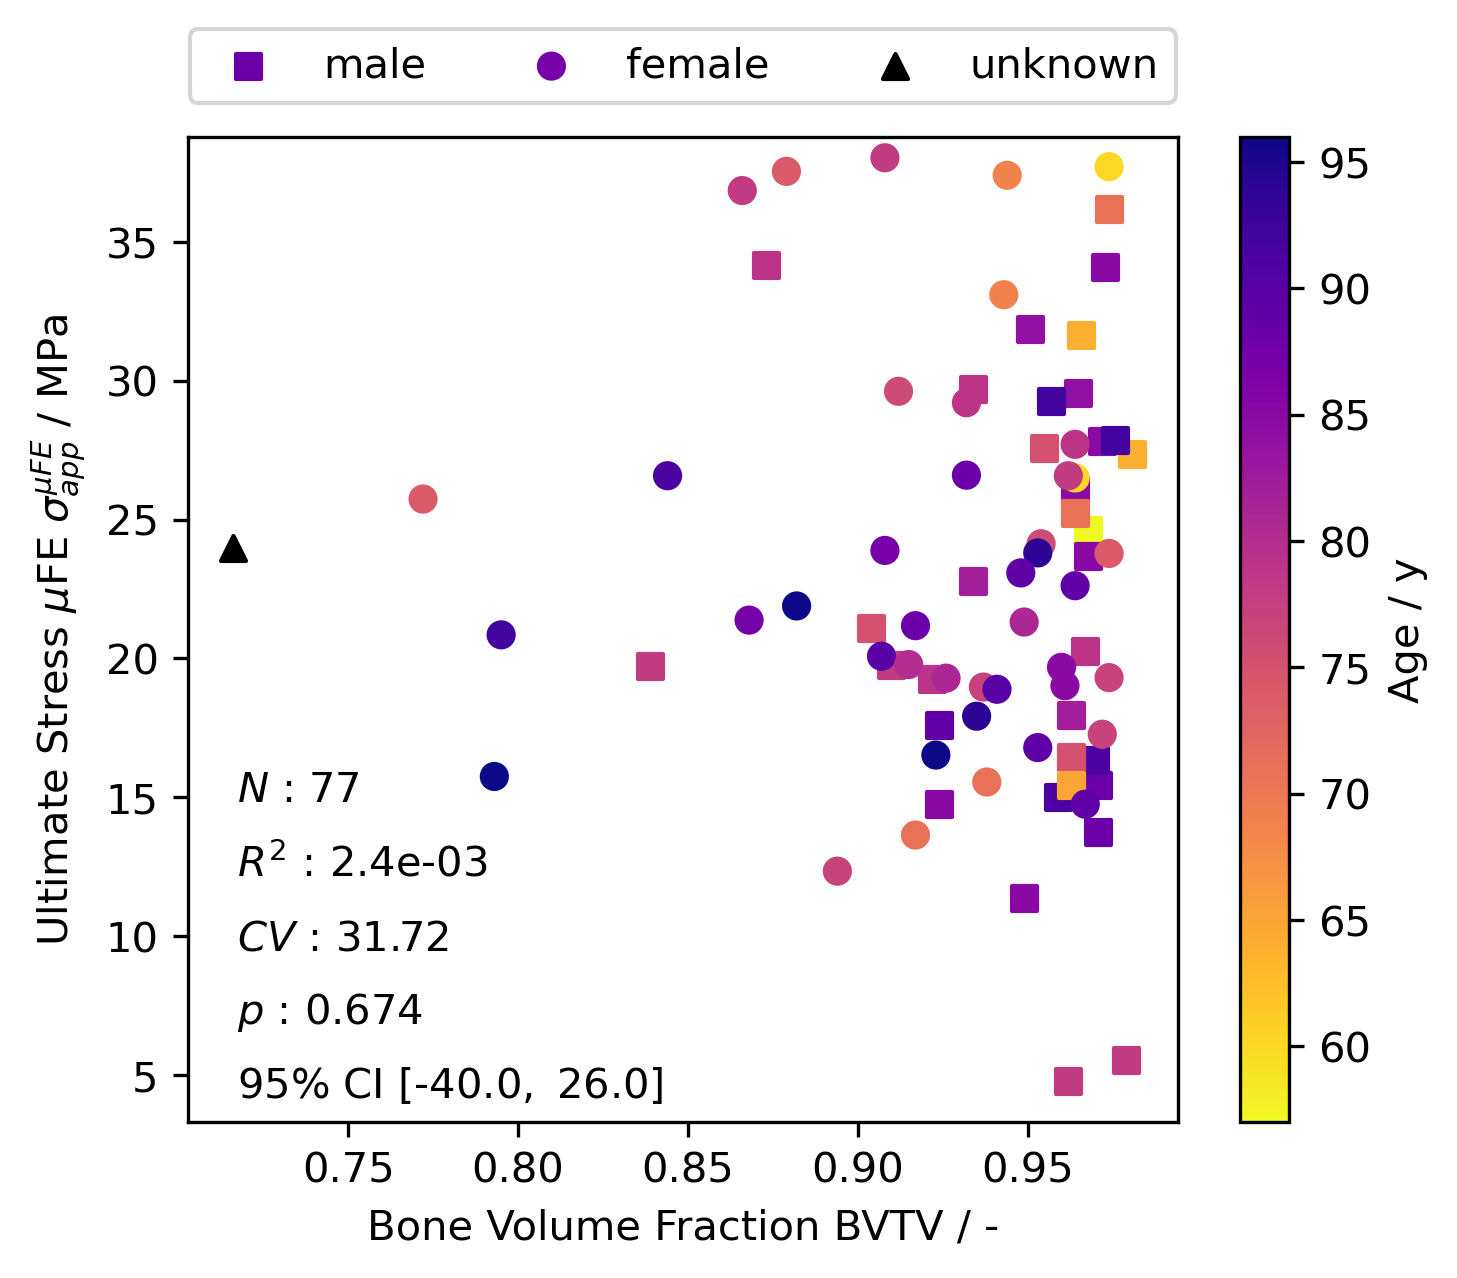 male female unknown
35
30
25
20
15
10
5
Ultimate Stress μFE σ_app^μFE / MPa
N : 77
R² : 2.4e-03
CV : 31.72
p : 0.674
95% CI [-40.0, 26.0]
0.75 0.80 0.85 0.90 0.95
Bone Volume Fraction BVTV / -
95
90
85
80
75
70
65
60
Age / y